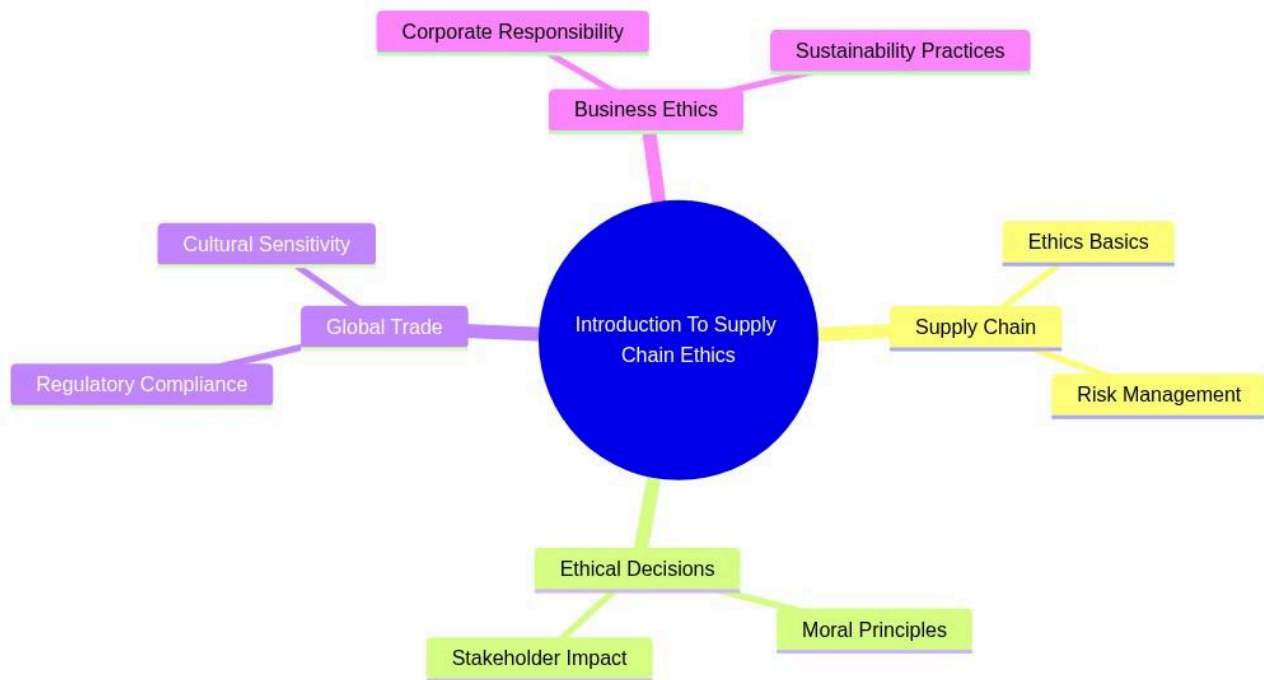 Corporate Responsibility
Sustainability Practices
Business Ethics
Cultural Sensitivity
Ethics Basics
Global Trade
Introduction To Supply
Chain Ethics
Supply Chain
Regulatory Compliance
Risk Management
Ethical Decisions
Moral Principles
Stakeholder Impact